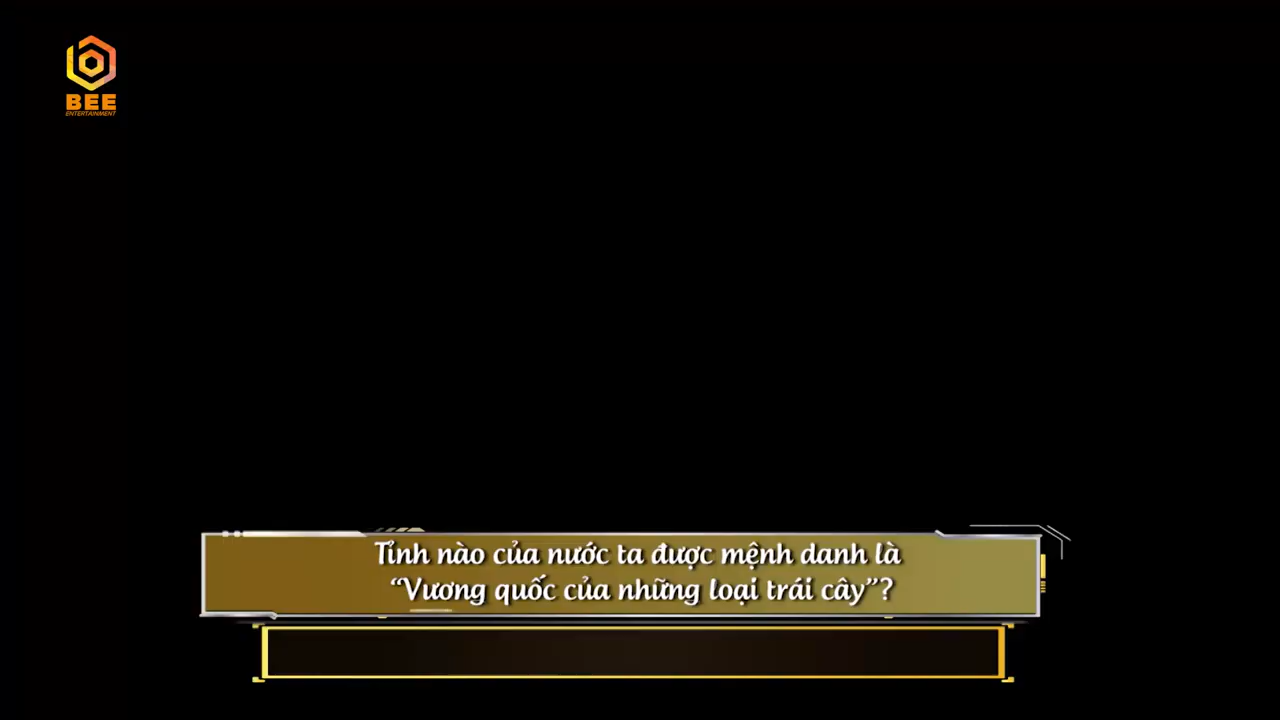 BEE
ENTERTAINMENT
Tỉnh nào của nước ta được mệnh danh là
“Vương quốc của những loại trái cây”?